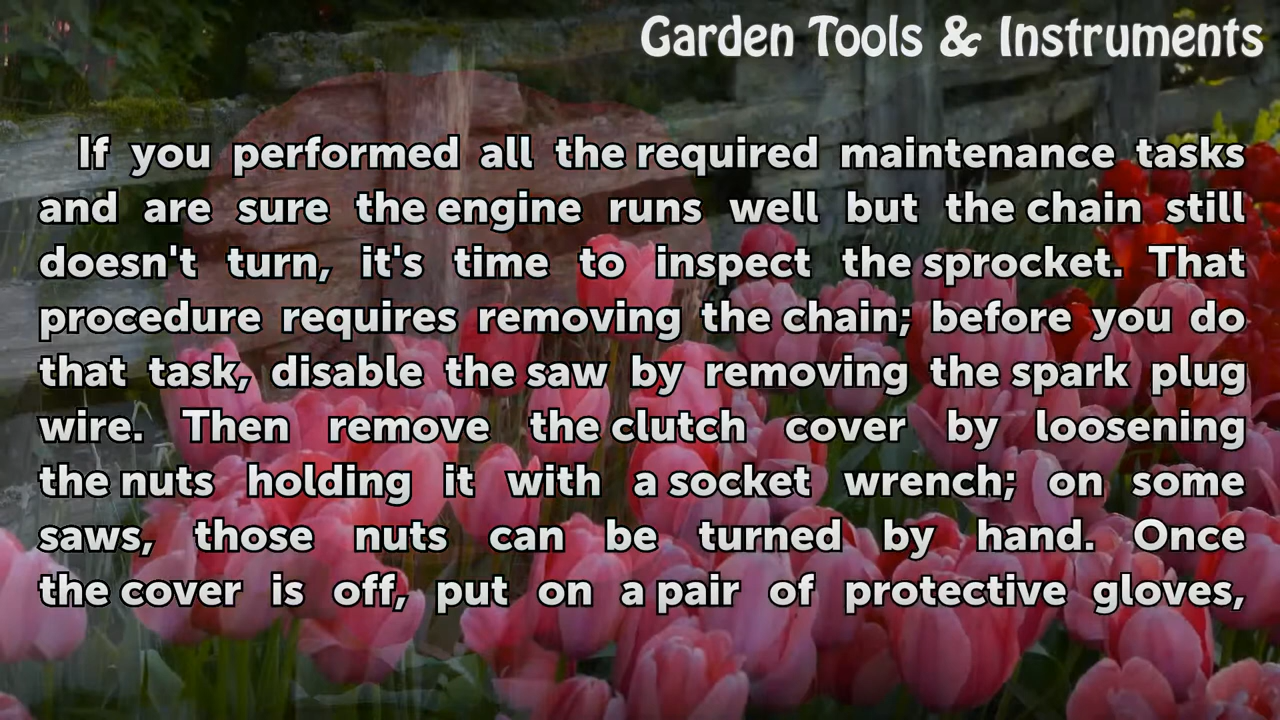 Garden Tools & Instruments
If you performed all the required maintenance tasks
and are sure the engine runs well but the chain still
doesn't turn, it's time to inspect the sprocket. That
procedure requires removing the chain; before you do
that task, disable the saw by removing the spark plug
wire. Then remove the clutch cover by loosening
the nuts holding it with a socket wrench; on some
saws, those nuts can be turned by hand. Once
the cover is off, put on a pair of protective gloves,